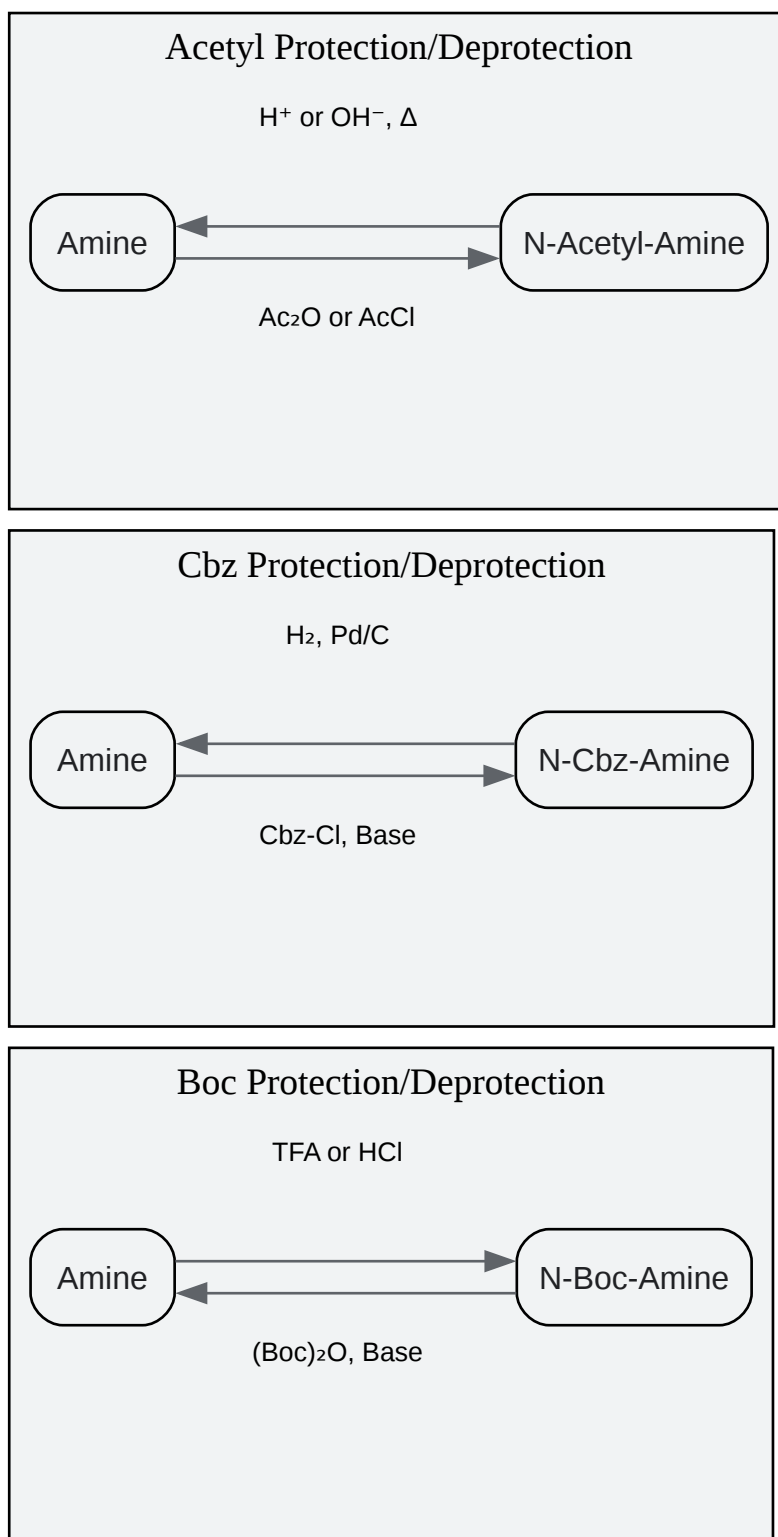 Acetyl Protection/Deprotection
H⁺ or OH⁻, Δ
Amine
N-Acetyl-Amine
Ac₂O or AcCl
Cbz Protection/Deprotection
H₂, Pd/C
Amine
N-Cbz-Amine
Cbz-Cl, Base
Boc Protection/Deprotection
TFA or HCl
Amine
N-Boc-Amine
(Boc)₂O, Base